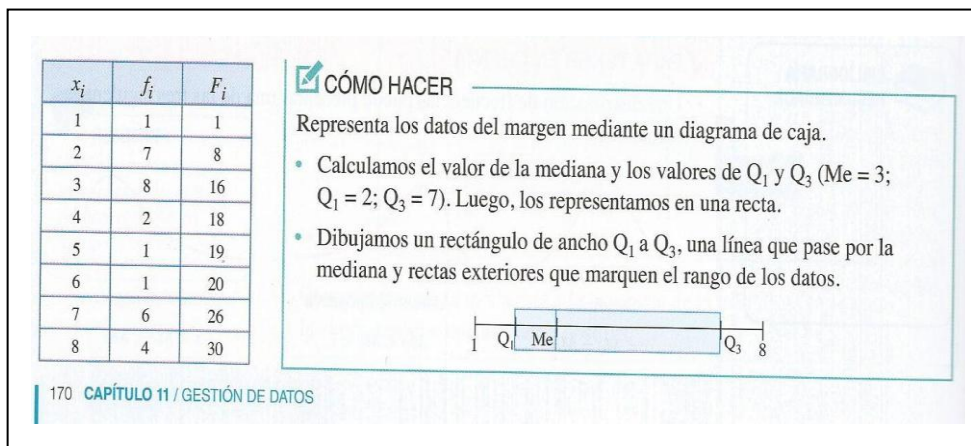 xi fi Fi
1 1 1
2 7 8
3 8 16
4 2 18
5 1 19
6 1 20
7 6 26
8 4 30
CÓMO HACER
Representa los datos del margen mediante un diagrama de caja.
• Calculamos el valor de la mediana y los valores de Q1 y Q3 (Me = 3;
Q1 = 2; Q3 = 7). Luego, los representamos en una recta.
• Dibujamos un rectángulo de ancho Q1 a Q3, una línea que pase por la
mediana y rectas exteriores que marquen el rango de los datos.
1 Q1 Me Q3 8
170 CAPÍTULO 11 / GESTIÓN DE DATOS